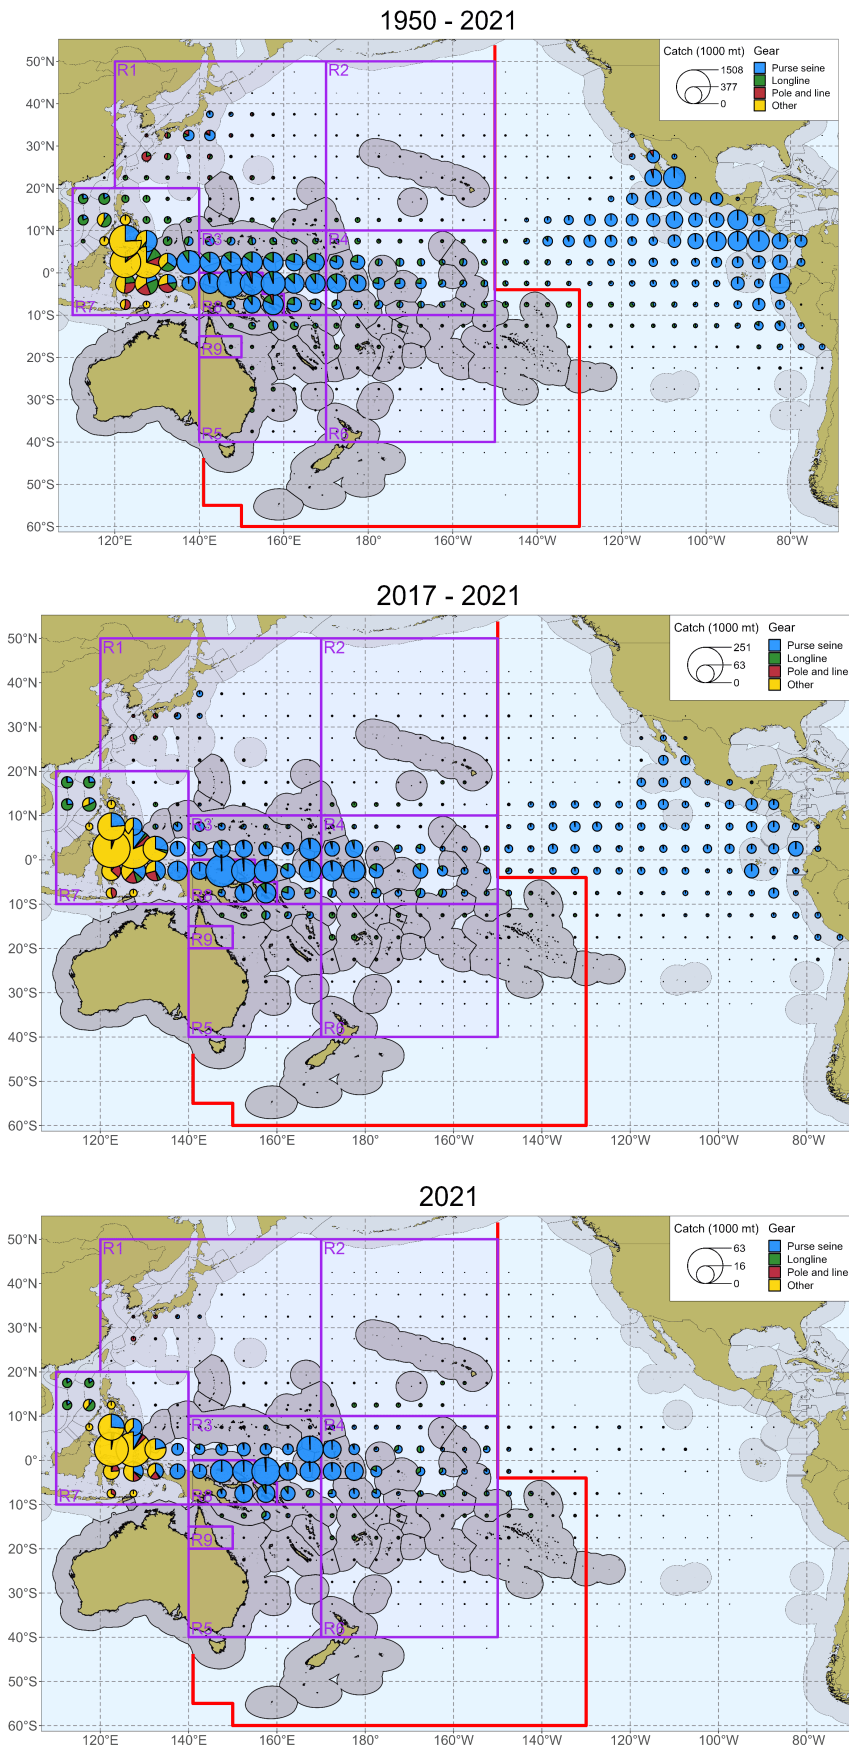 1950 - 2021
Catch (1000 mt) Gear
1508
377
0
Purse seine
Longline
Pole and line
Other
50°N
40°N
30°N
20°N
10°N
0°
10°S
20°S
30°S
40°S
50°S
60°S
R1 R2
R3 R4
R7 R8
R9
R5 R6
120°E 140°E 160°E 180° 160°W 140°W 120°W 100°W 80°W
2017 - 2021
Catch (1000 mt) Gear
251
63
0
Purse seine
Longline
Pole and line
Other
50°N
40°N
30°N
20°N
10°N
0°
10°S
20°S
30°S
40°S
50°S
60°S
R1 R2
R3 R4
R7 R8
R9
R5 R6
120°E 140°E 160°E 180° 160°W 140°W 120°W 100°W 80°W
2021
Catch (1000 mt) Gear
63
16
0
Purse seine
Longline
Pole and line
Other
50°N
40°N
30°N
20°N
10°N
0°
10°S
20°S
30°S
40°S
50°S
60°S
R1 R2
R3 R4
R7 R8
R9
R5 R6
120°E 140°E 160°E 180° 160°W 140°W 120°W 100°W 80°W